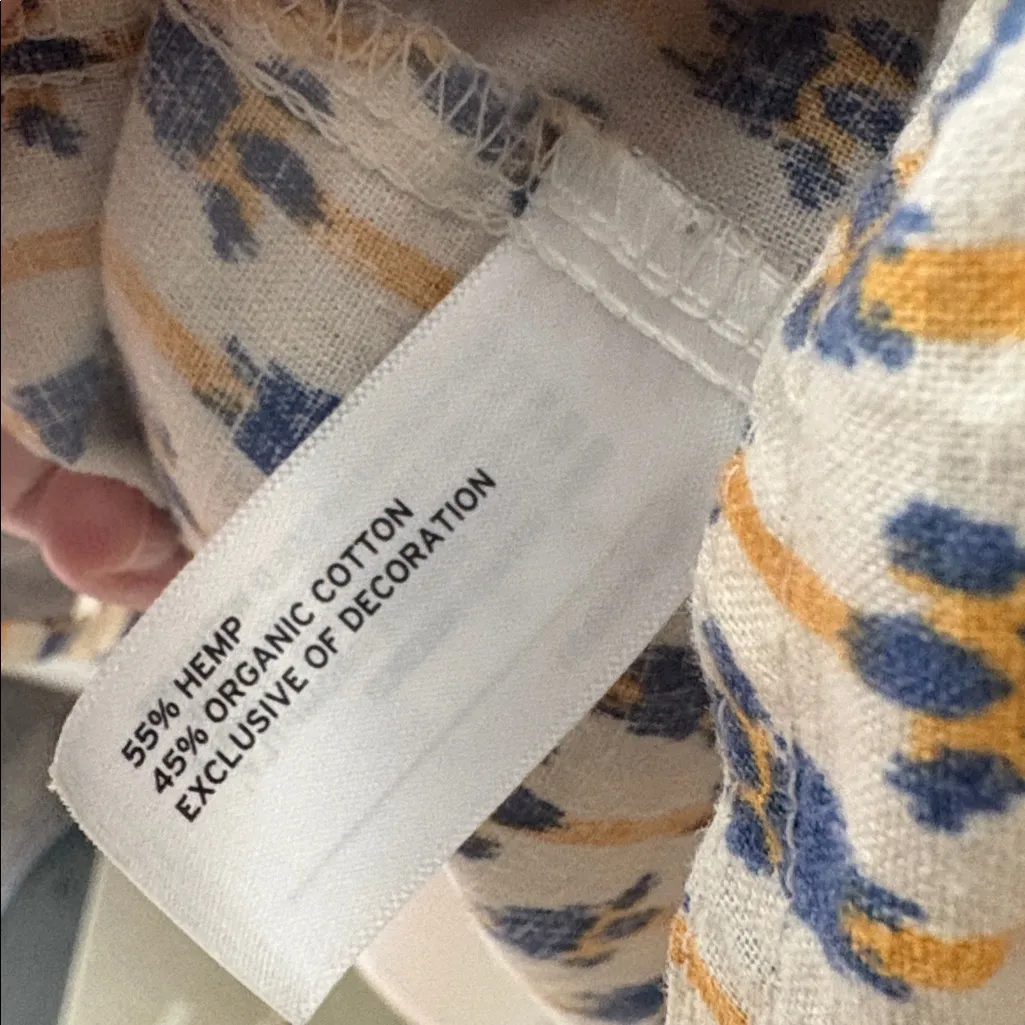 55% HEMP
45% ORGANIC COTTON
EXCLUSIVE OF DECORATION